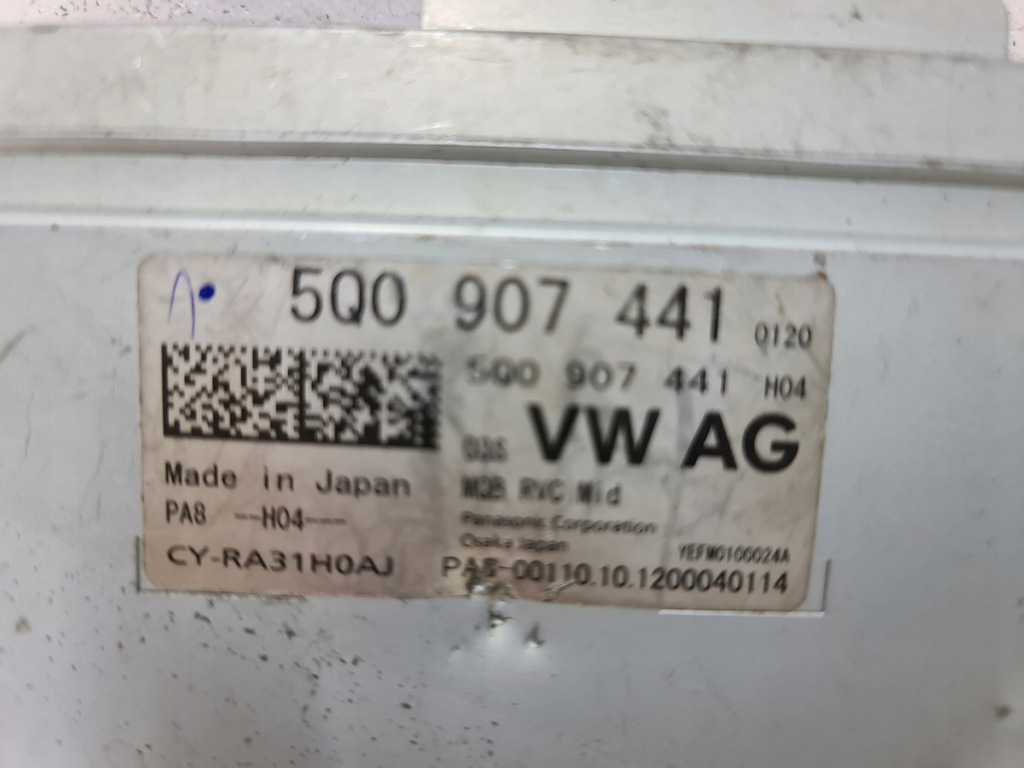 5Q0 907 441 0120
5Q0 907 441 H04
VW AG
Made in Japan MQB RVC Mid
PA8 --H04---
Panasonic Corporation
Osaka Japan
YEFM0100024A
CY-RA31H0AJ PA5-00110.10.1200040114